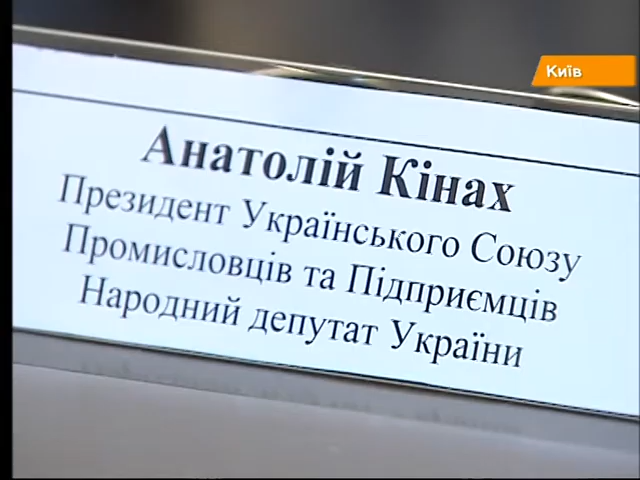 Київ
Анатолій Кінах
Президент Українського Союзу
Промисловців та Підприємців
Народний депутат України